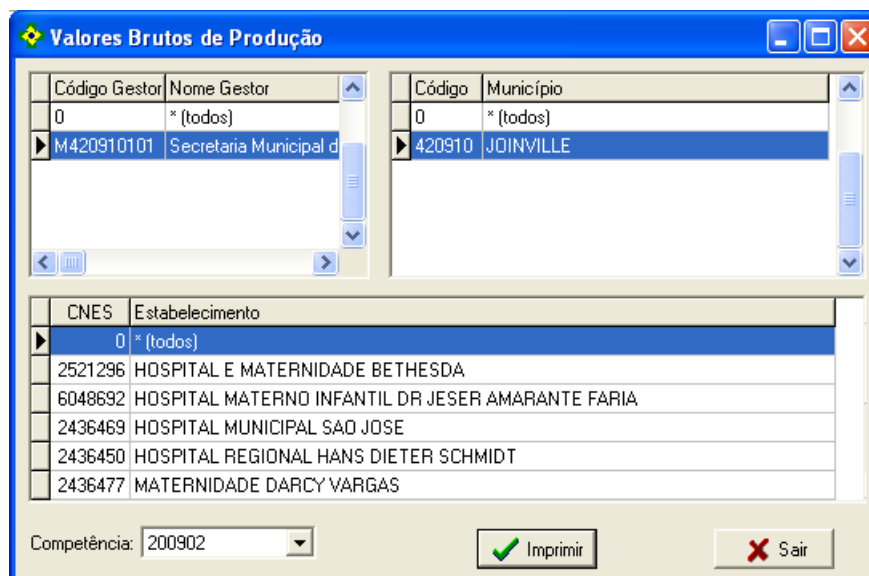 Valores Brutos de Produção
Código Gestor Nome Gestor
0 * (todos)
M420910101 Secretaria Municipal d
Código Município
0 * (todos)
420910 JOINVILLE
CNES Estabelecimento
0 * (todos)
2521296 HOSPITAL E MATERNIDADE BETHESDA
6048692 HOSPITAL MATERNO INFANTIL DR JESER AMARANTE FARIA
2436469 HOSPITAL MUNICIPAL SAO JOSE
2436450 HOSPITAL REGIONAL HANS DIETER SCHMIDT
2436477 MATERNIDADE DARCY VARGAS
Competência: 200902 Imprimir Sair